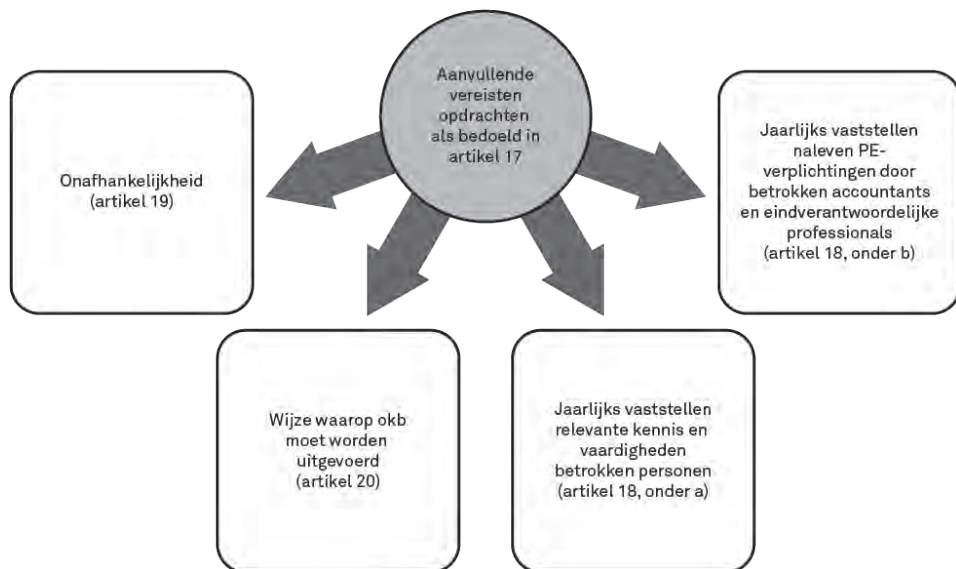 Aanvullende
vereisten
opdrachten
als bedoeld in
artikel 17
Onafhankelijkheid
(artikel 19)
Wijze waarop okb
moet worden
uitgevoerd
(artikel 20)
Jaarlijks vaststellen
relevante kennis en
vaardigheden
betrokken personen
(artikel 18, onder a)
Jaarlijks vaststellen
naleven PE-
verplichtingen door
betrokken accountants
en eindverantwoordelijke
professionals
(artikel 18, onder b)